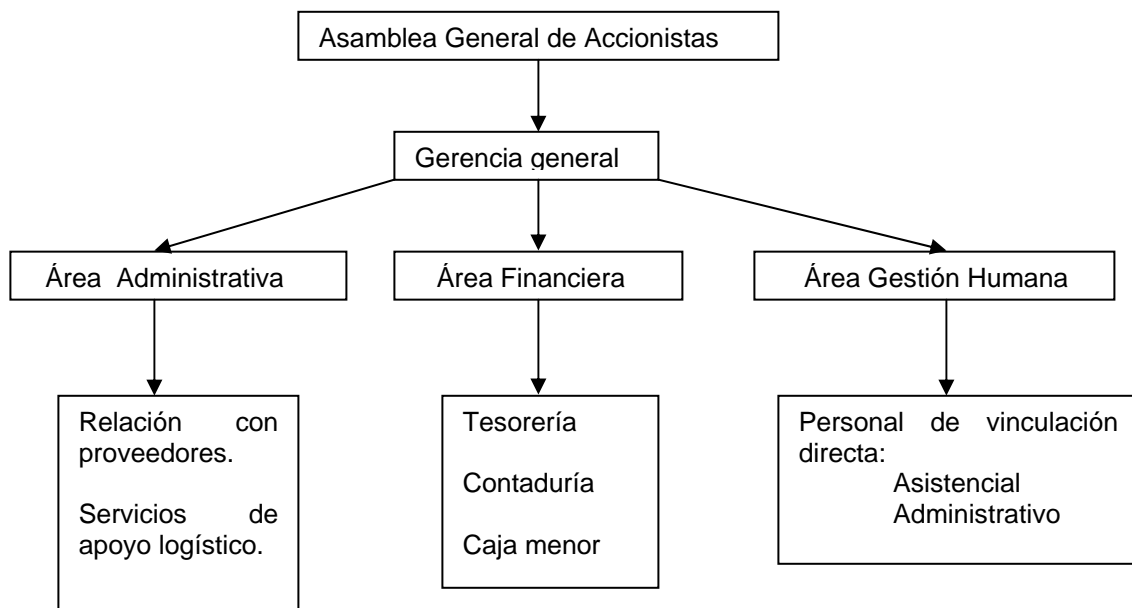 Asamblea General de Accionistas
Gerencia general
Área Administrativa
Área Financiera
Área Gestión Humana
Relación con
proveedores.
Servicios de
apoyo logístico.
Tesorería
Contaduría
Caja menor
Personal de vinculación
directa:
Asistencial
Administrativo